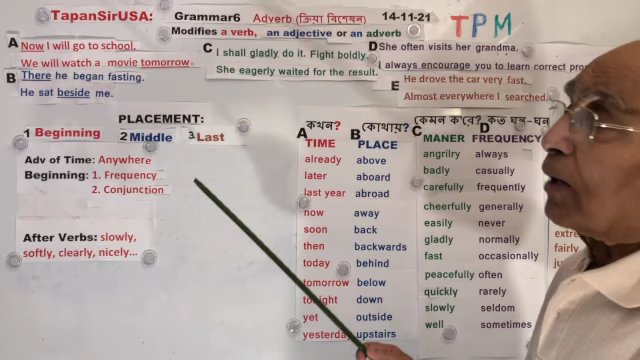 TapanSirUSA: Grammar6 Adverb (ক্রিয়া বিশেষন) 14-11-21
TPM
Modifies a verb, an adjective or an adverb
A Now I will go to school.
We will watch a movie tomorrow.
B There he began fasting.
He sat beside me.
C I shall gladly do it. Fight boldly.
She eagerly waited for the result.
D She often visits her grandma.
I always encourage you to learn correct
E He drove the car very fast.
Almost everywhere I searched.
PLACEMENT:
1 Beginning 2 Middle 3. Last
Adv of Time: Anywhere
Beginning: 1. Frequency
2. Conjunction
After Verbs: slowly,
softly, clearly, nicely...
কখন? কোথায়? কেমন ক'রে? কত ঘন-ঘন
A B C D
TIME PLACE MANER FREQUENCY
already above angrilry always
later aboard badly casually
last year abroad carefully frequently
now away cheerfully generally
soon back easily never
then backwards gladly normally
today behind fast occasionally
tomorrow below peacefully often
tonight down quickly rarely
yet outside slowly seldom
yesterday upstairs well sometimes
fairly